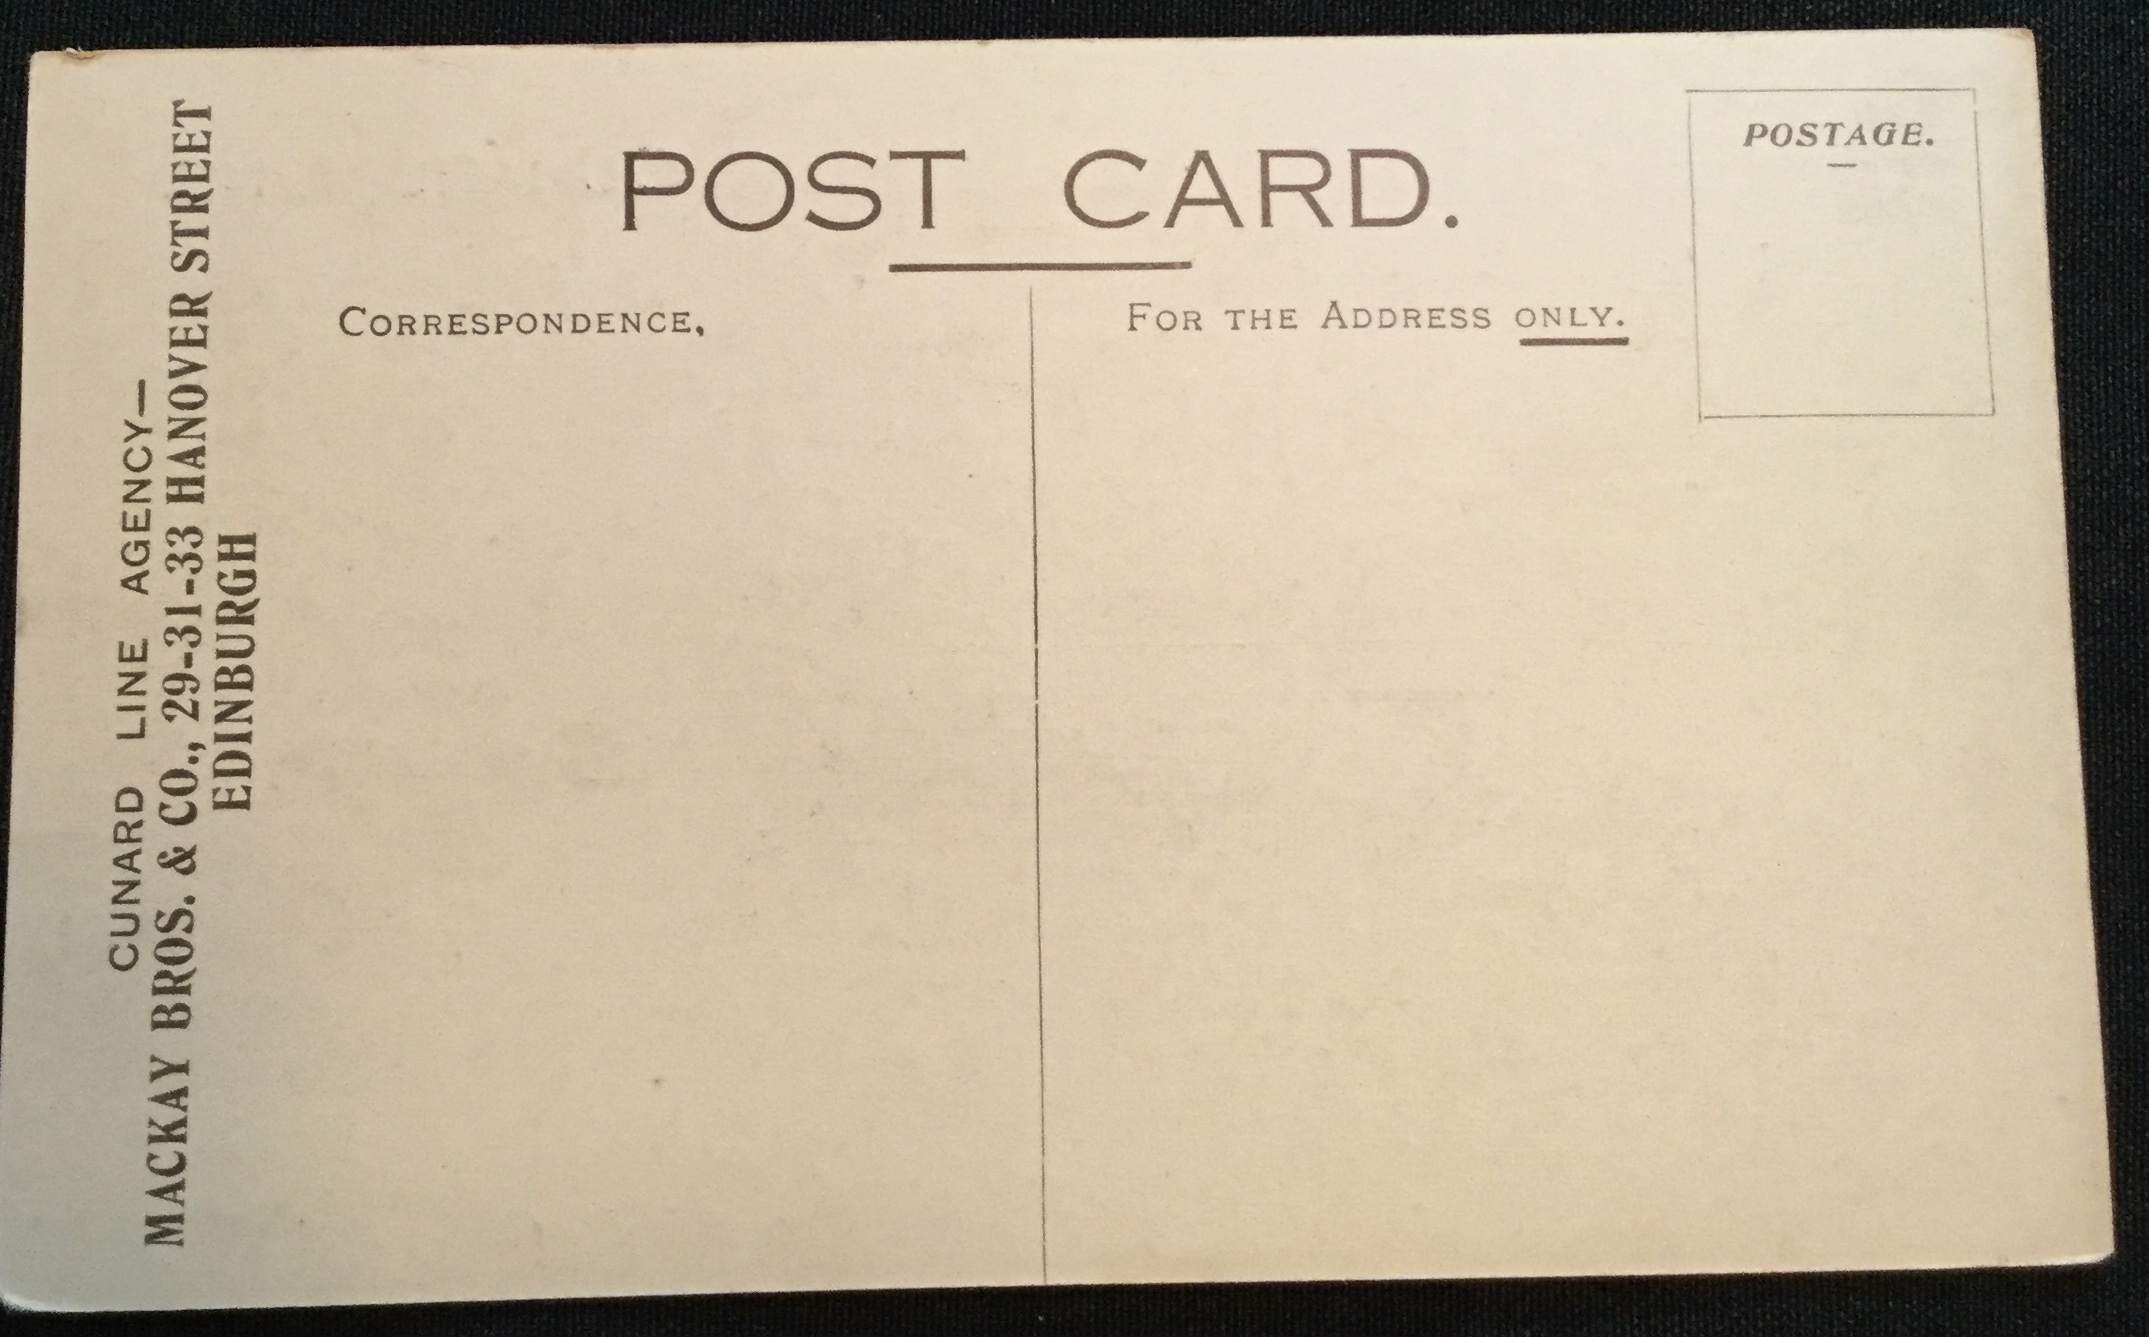 POST CARD.
POSTAGE.
CORRESPONDENCE,
FOR THE ADDRESS ONLY.
CUNARD LINE AGENCY—
MACKAY BROS. & CO., 29-31-33 HANOVER STREET
EDINBURGH